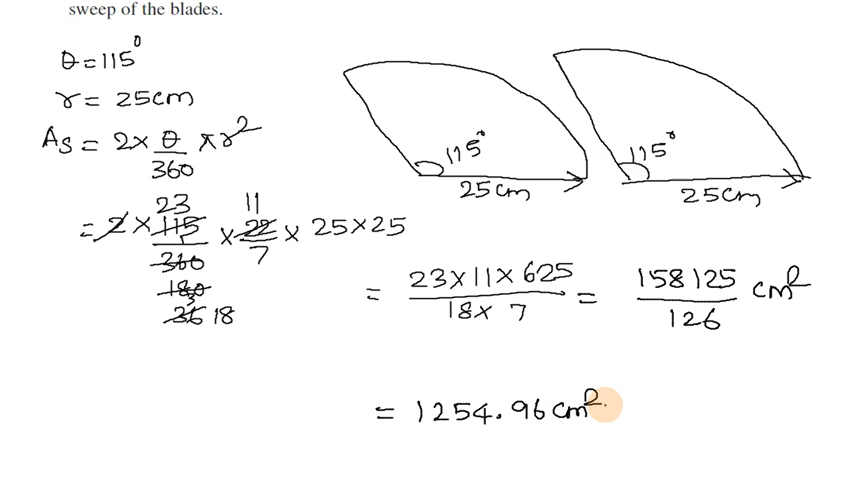 sweep of the blades.
θ = 115°
r = 25cm
As = 2 × θ/360 πr²
= 2 × 115/360 × 22/7 × 25 × 25
23 11
180
36 18
115° 25cm
115° 25cm
= 23×11×625/18×7 = 158125/126 cm²
= 1254.96 cm²